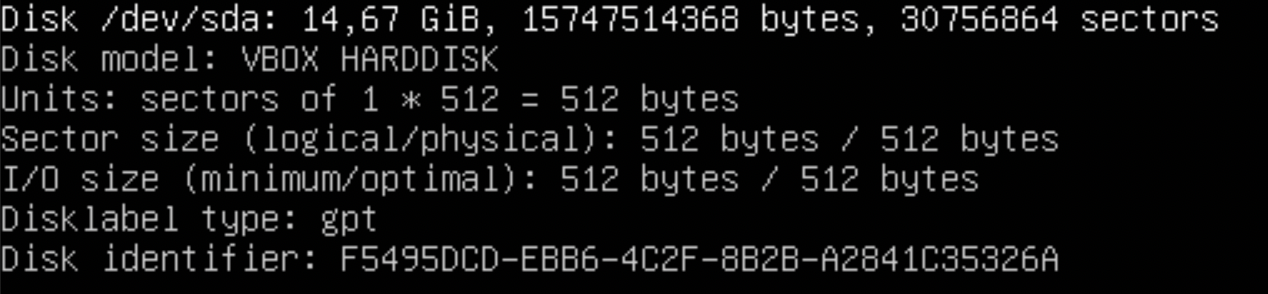 Disk /dev/sda: 14,67 GiB, 15747514368 bytes, 30756864 sectors
Disk model: VBOX HARDDISK
Units: sectors of 1 * 512 = 512 bytes
Sector size (logical/physical): 512 bytes / 512 bytes
I/O size (minimum/optimal): 512 bytes / 512 bytes
Disklabel type: gpt
Disk identifier: F5495DCD-EBB6-4C2F-8B2B-A2841C35326A